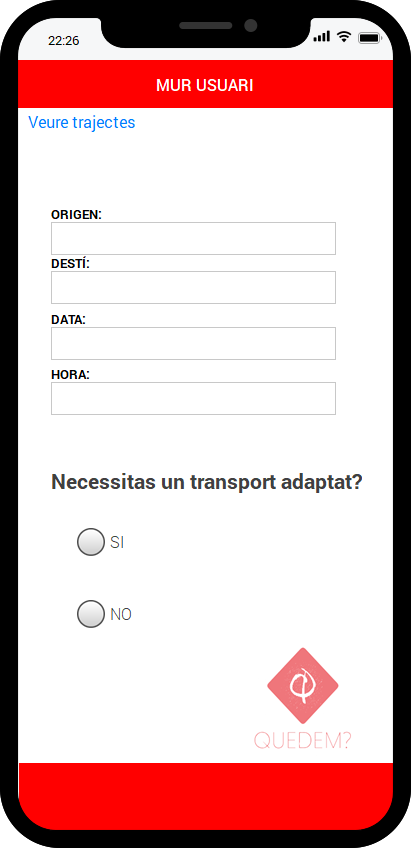 22:26
MUR USUARI
Veure trajectes
ORIGEN:
DESTÍ:
DATA:
HORA:
Necessitas un transport adaptat?
SI
NO
QUEDEM?